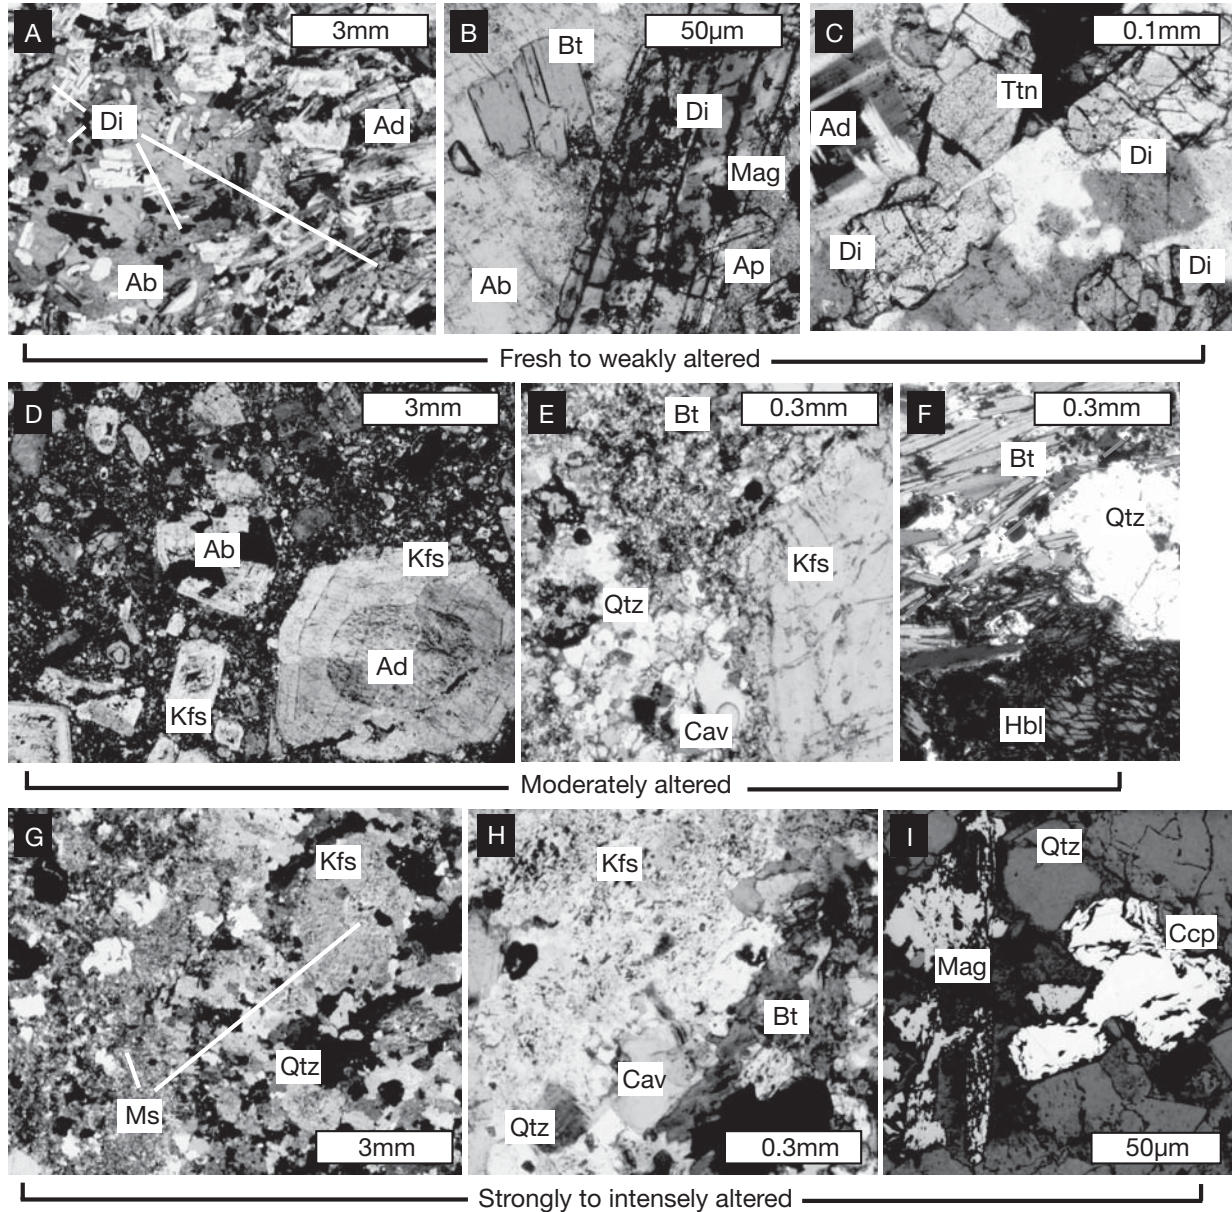 A
3mm
Di
Ad
Ab
B
Bt
50μm
Di
Mag
Ap
Ab
C
0.1mm
Ttn
Ad
Di
Di
Di
Fresh to weakly altered
D
3mm
Ab
Kfs
Ad
Kfs
E
Bt
0.3mm
Kfs
Qtz
Cav
F
0.3mm
Bt
Qtz
Hbl
Moderately altered
G
Kfs
Qtz
Ms
3mm
H
Kfs
Bt
Cav
Qtz
0.3mm
I
Qtz
Ccp
Mag
50μm
Strongly to intensely altered